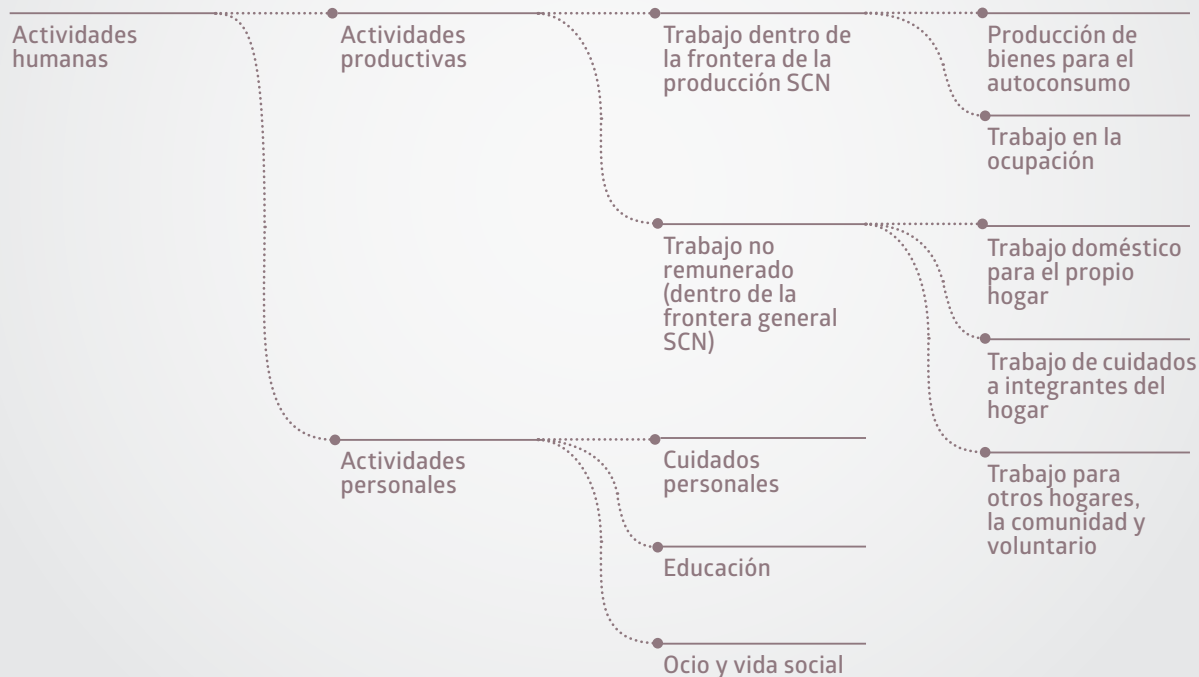 Actividades
humanas
Actividades
productivas
Trabajo dentro de
la frontera de la
producción SCN
Producción de
bienes para el
autoconsumo
Trabajo en la
ocupación
Trabajo no
remunerado
(dentro de la
frontera general
SCN)
Trabajo doméstico
para el propio
hogar
Trabajo de cuidados
a integrantes del
hogar
Trabajo para
otros hogares,
la comunidad y
voluntario
Actividades
personales
Cuidados
personales
Educación
Ocio y vida social